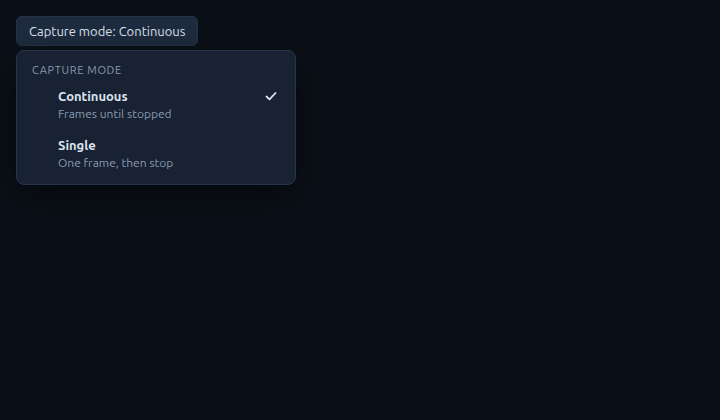 Capture mode: Continuous
CAPTURE MODE
Continuous
Frames until stopped
Single
One frame, then stop